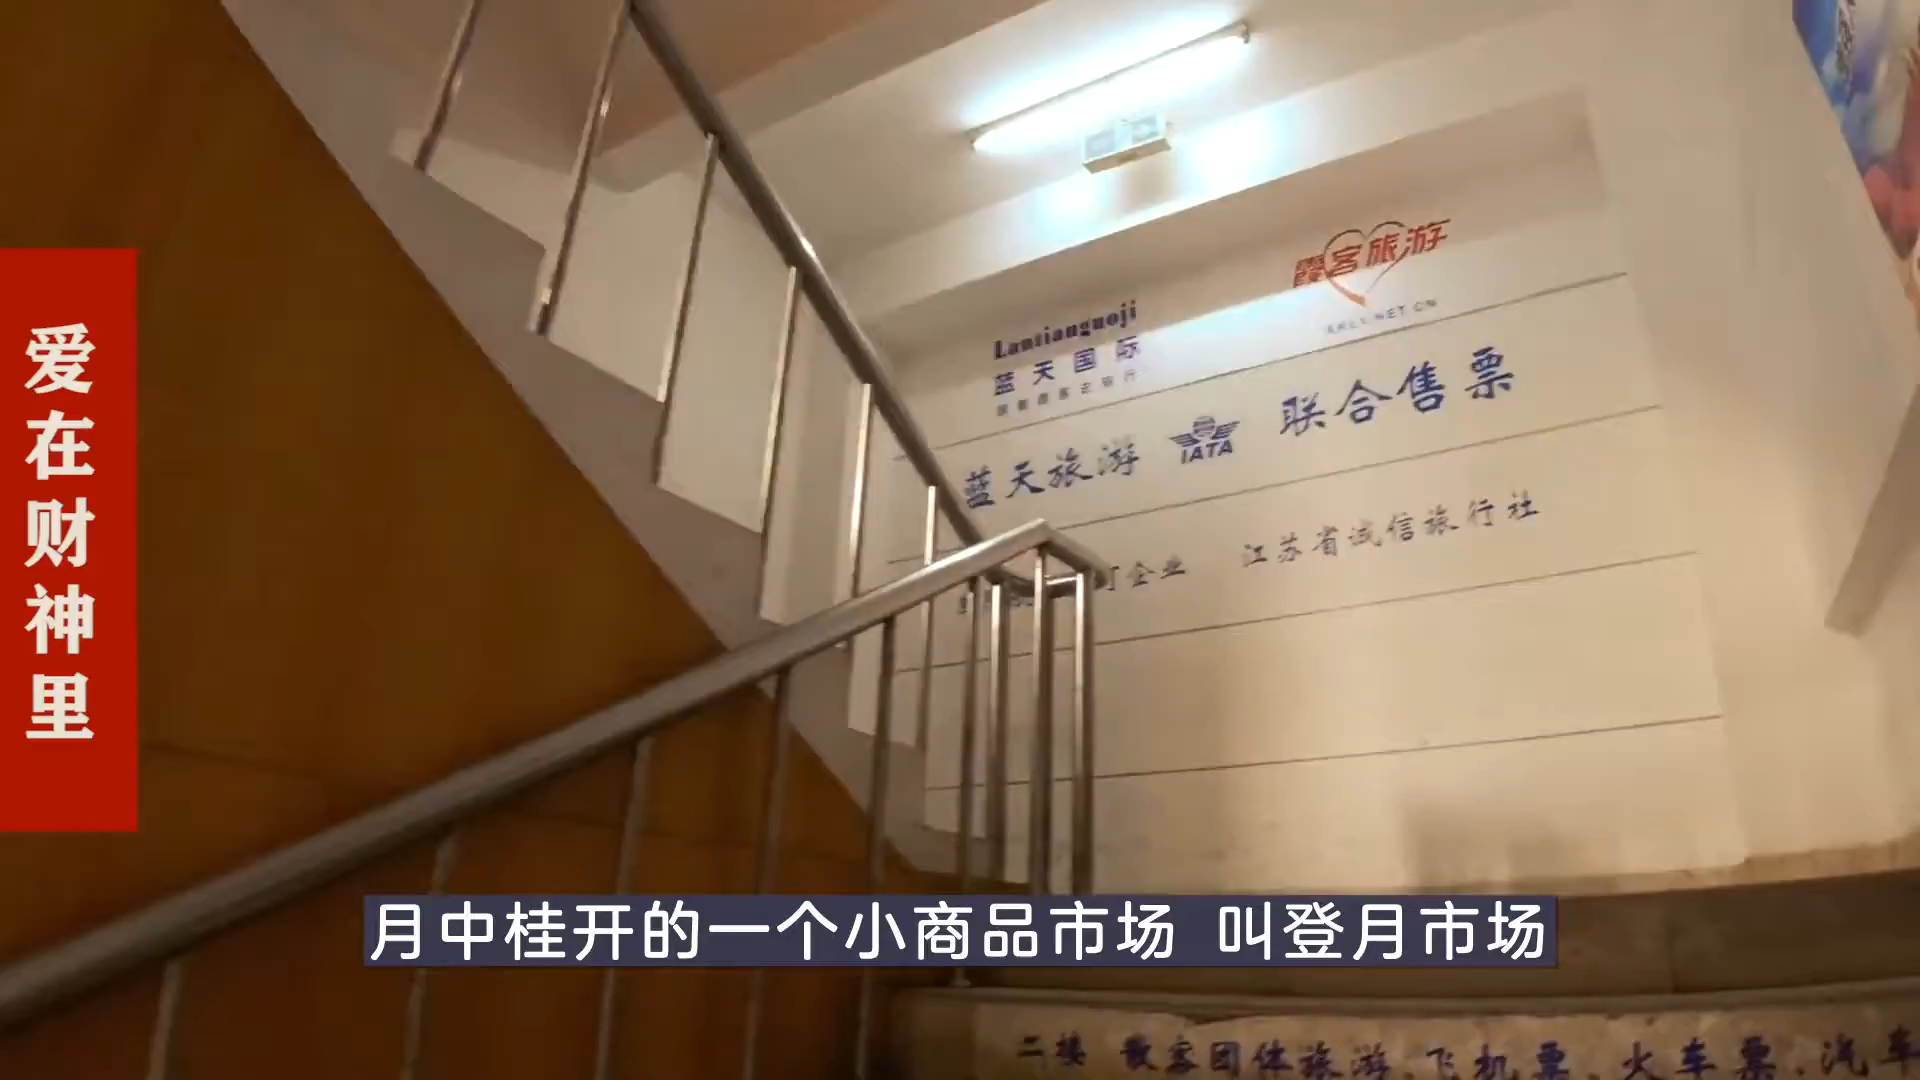 爱在财神里
霞客旅游
Lantianguoji
蓝天国际
蓝天旅游 IATA 联合售票
企业 江苏省诚信旅行社
月中桂开的一个小商品市场 叫登月市场
二楼 散客团体旅游、飞机票、火车票、汽车